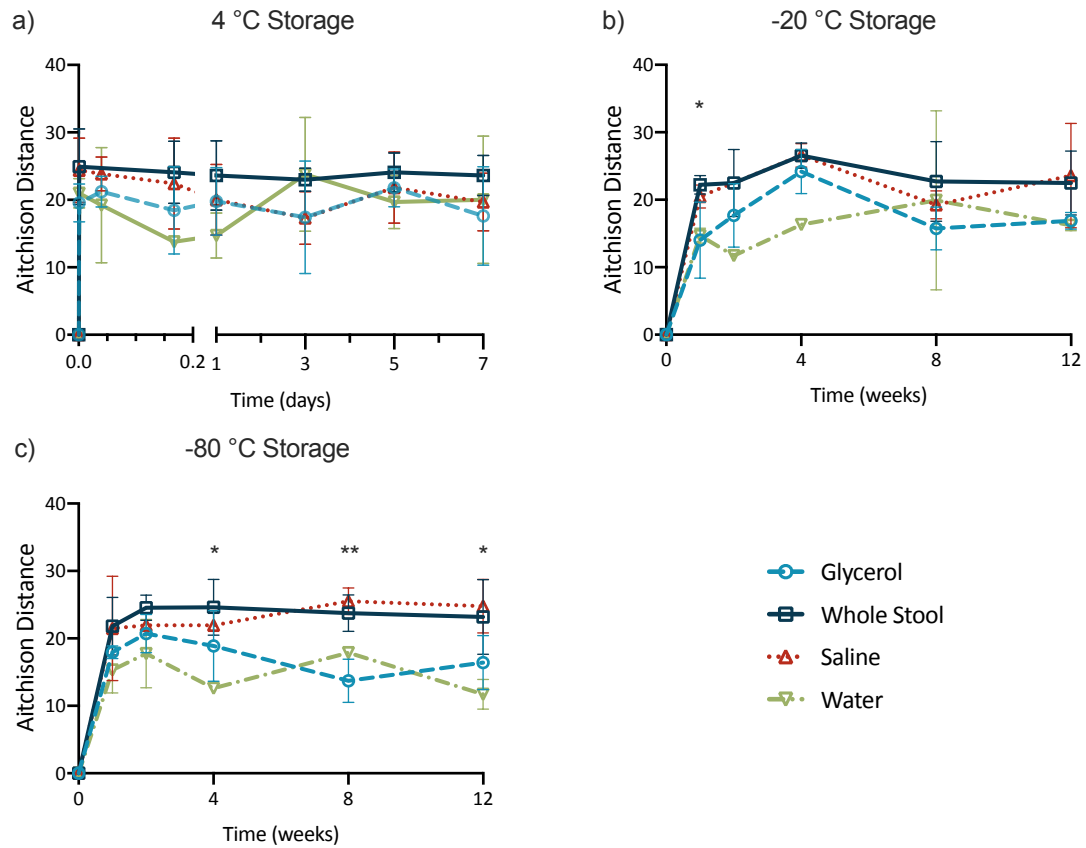 a) 4 °C Storage
40
30
20
10
0
Aitchison Distance
0.0 0.2 1 3 5 7
Time (days)
b) -20 °C Storage
40
30
20
10
0
Aitchison Distance
*
0 4 8 12
Time (weeks)
c) -80 °C Storage
40
30
20
10
0
Aitchison Distance
* ** *
0 4 8 12
Time (weeks)
Glycerol
Whole Stool
Saline
Water